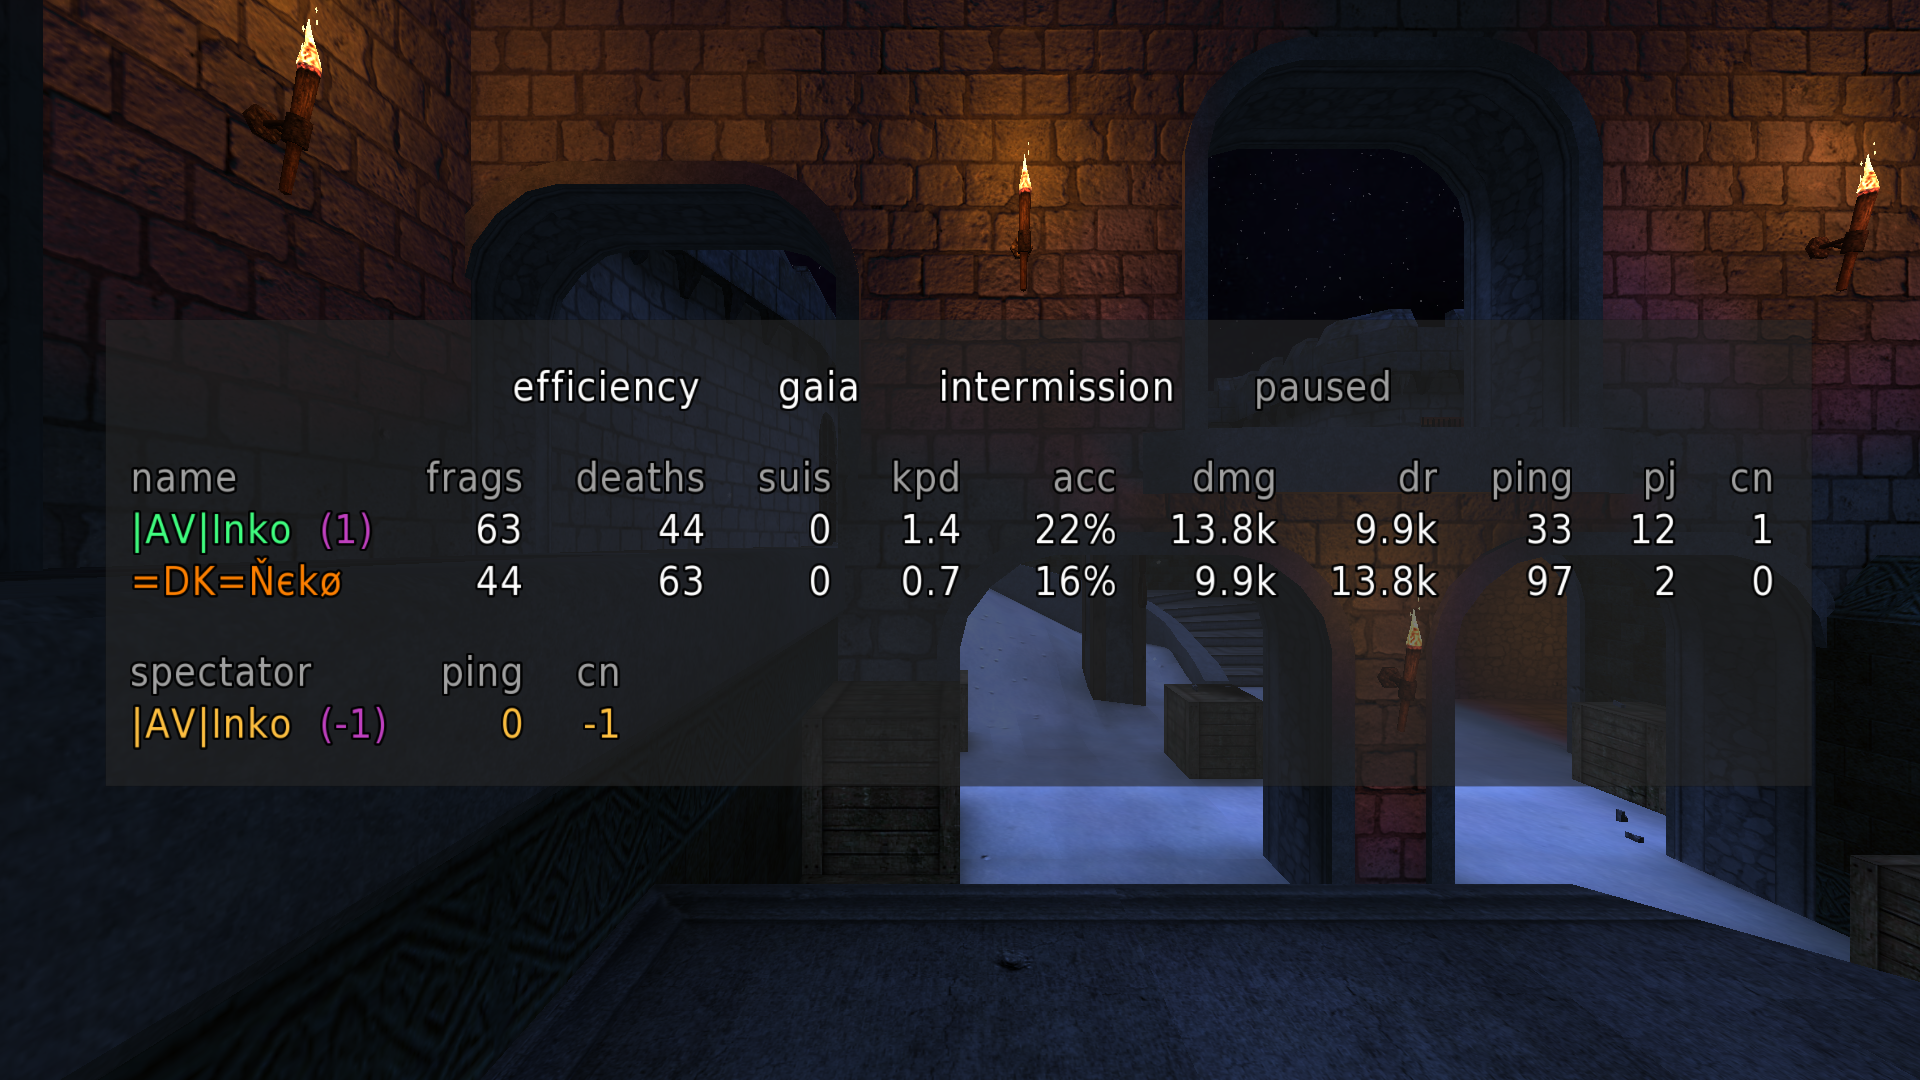 efficiency gaia intermission paused
name frags deaths suis kpd acc dmg dr ping pj cn
|AV|Inko (1) 63 44 0 1.4 22% 13.8k 9.9k 33 12 1
=DK=Ňєkø 44 63 0 0.7 16% 9.9k 13.8k 97 2 0
spectator ping cn
|AV|Inko (-1) 0 -1